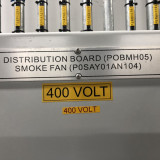 DISTRIBUTION BOARD (POBMH05)
SMOKE FAN (P0SAY01AN104)
400 VOLT
400 VOLT